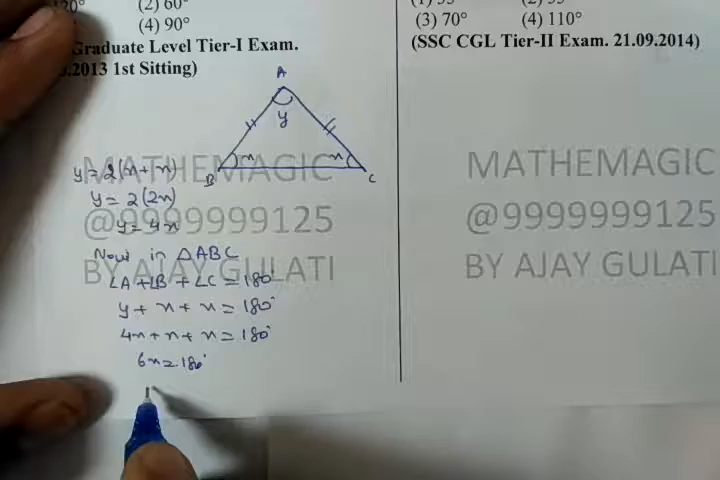 120° (2) 60°
(4) 90°
Graduate Level Tier-I Exam.
.2013 1st Sitting)
(3) 70° (4) 110°
(SSC CGL Tier-II Exam. 21.09.2014)
A
y
x x
B C
y = 2(x+x)
y = 2(2x)
y = 4x
Now in △ABC
∠A+∠B+∠C = 180°
y + x + x = 180°
4x + x + x = 180°
6x = 180°
MATHEMAGIC
@9999999125
BY AJAY GULATI
MATHEMAGIC
@9999999125
BY AJAY GULATI